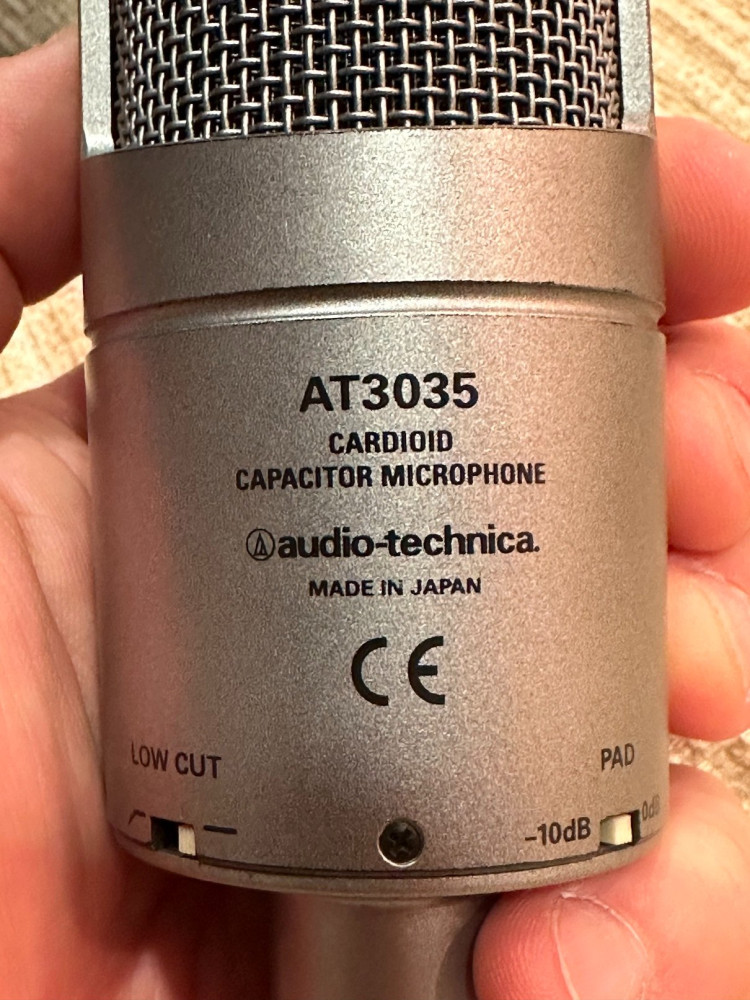 AT3035
CARDIOID
CAPACITOR MICROPHONE
audio-technica.
MADE IN JAPAN
CE
LOW CUT
PAD
-10dB
0dB